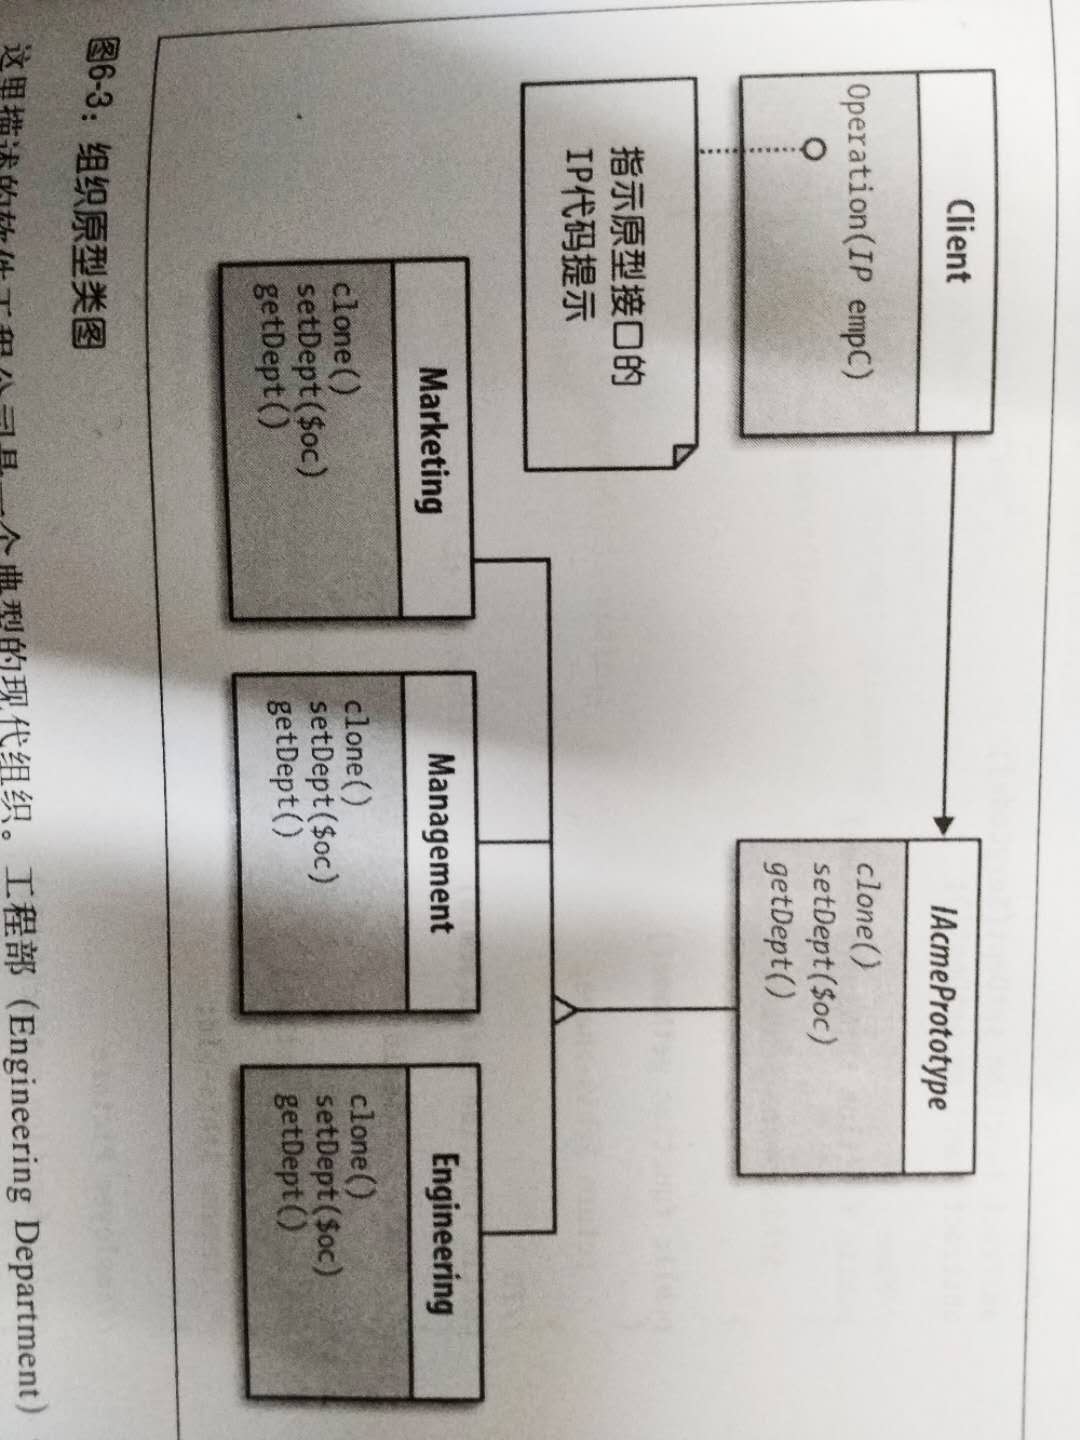 Client
Operation(IP empC)
指示原型接口的
IP代码提示
IAcmePrototype
clone()
setDept($oc)
getDept()
Marketing
clone()
setDept($oc)
getDept()
Management
clone()
setDept($oc)
getDept()
Engineering
clone()
setDept($oc)
getDept()
图6-3：组织原型类图
这里描述的软件工程公司是一个典型的现代组织。工程部（Engineering Department）